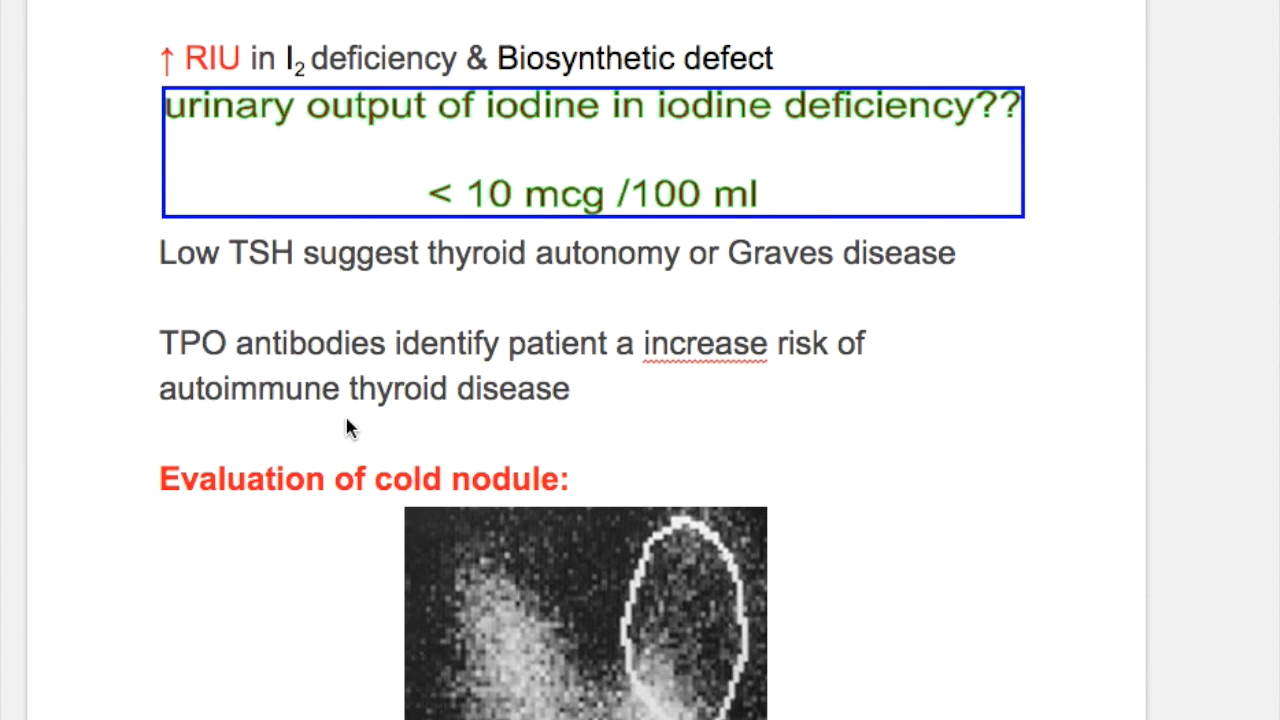 ↑ RIU in I₂ deficiency & Biosynthetic defect
urinary output of iodine in iodine deficiency??
< 10 mcg /100 ml
Low TSH suggest thyroid autonomy or Graves disease
TPO antibodies identify patient a increase risk of
autoimmune thyroid disease
Evaluation of cold nodule: